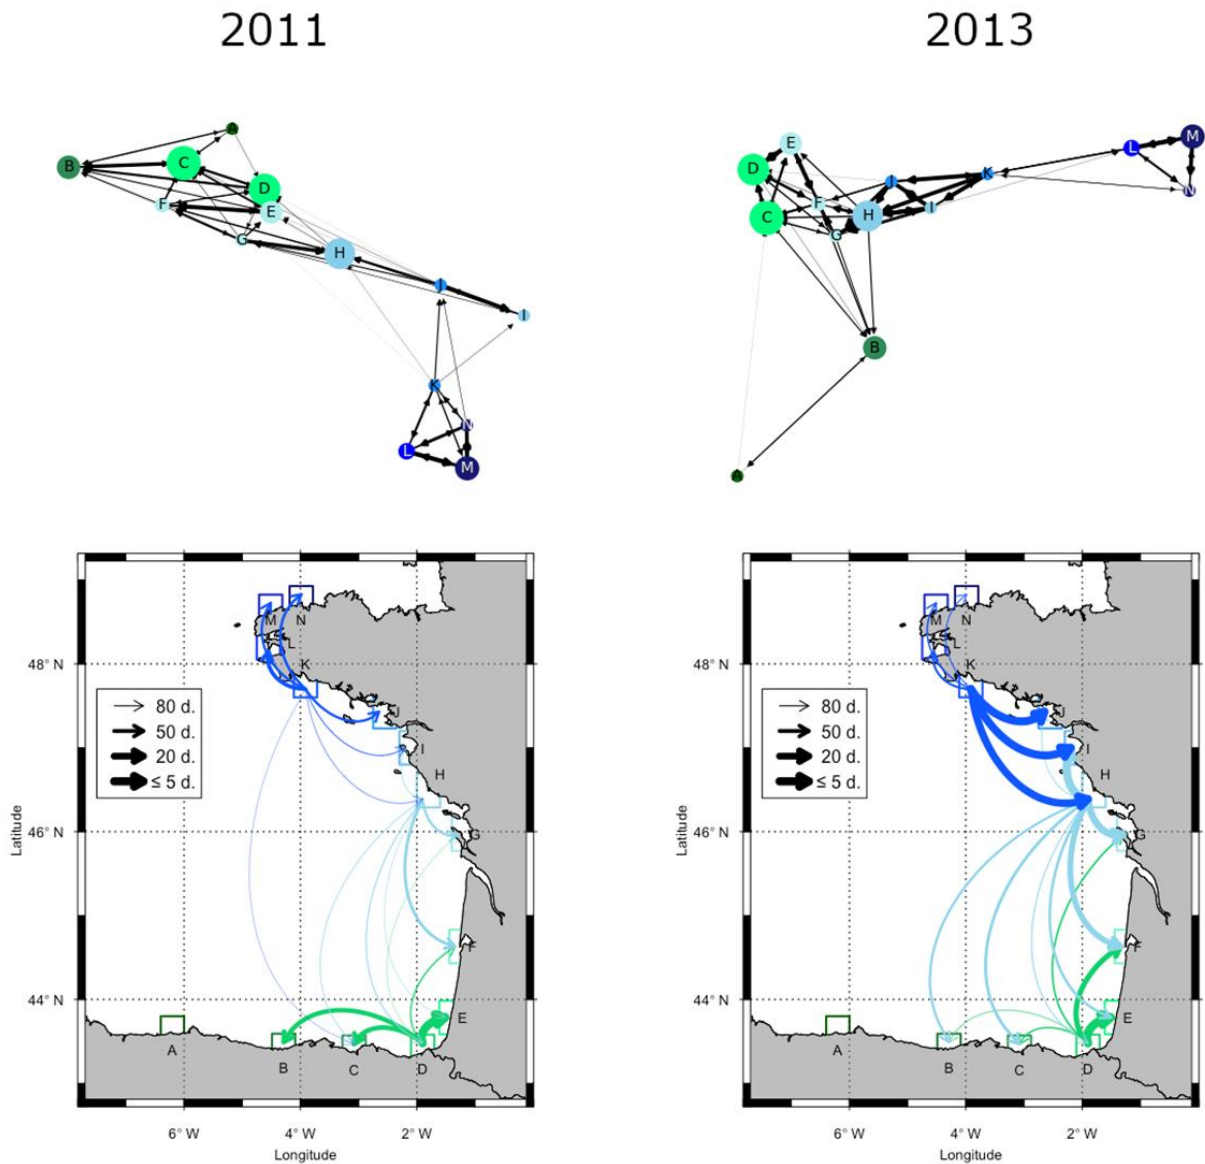 2011 2013
A
B
C
D
F
E
G
H
J
I
K
N
L
M
M
L
N
E
D
J
K
F
I
C
H
G
B
A
M N
L
48° N K
80 d. J
50 d. I
20 d. H
≤ 5 d.
46° N G
Latitude
F
44° N
E
A B C D
6° W 4° W 2° W
Longitude
M N
L
48° N K
80 d. J
50 d. I
20 d. H
≤ 5 d.
46° N G
Latitude
F
44° N
E
A B C D
6° W 4° W 2° W
Longitude